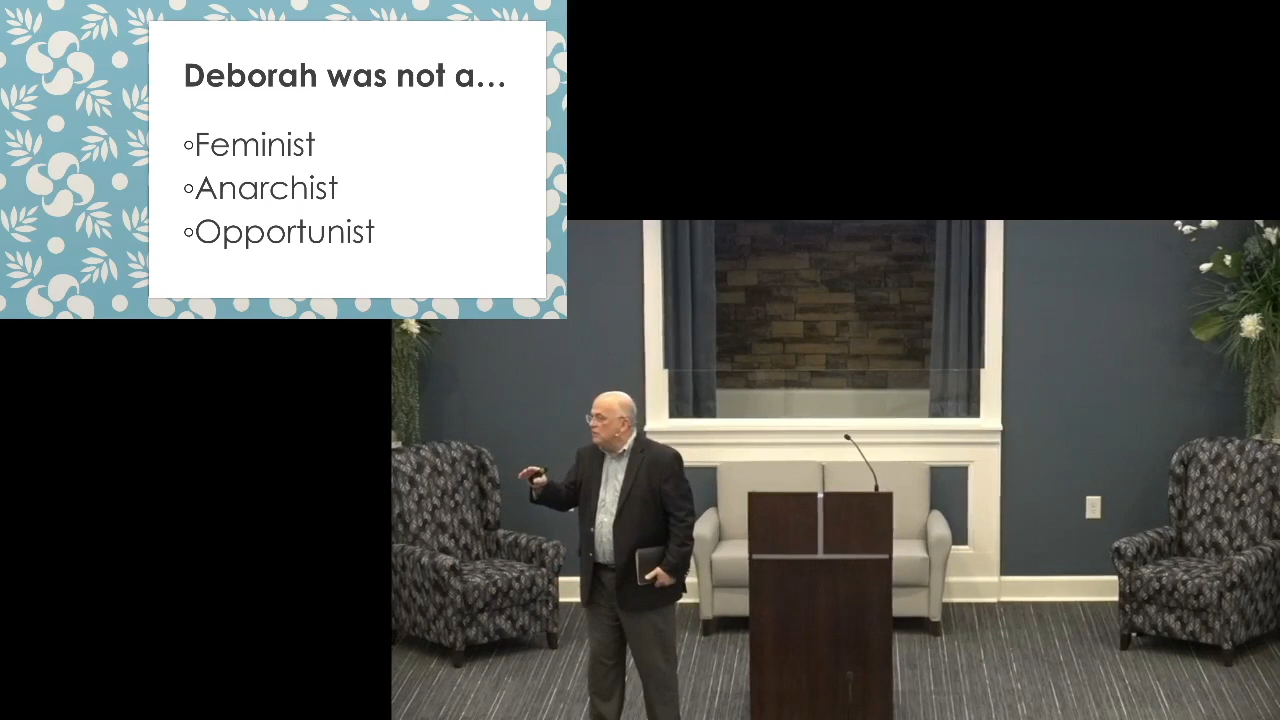 Deborah was not a...
◦Feminist
◦Anarchist
◦Opportunist